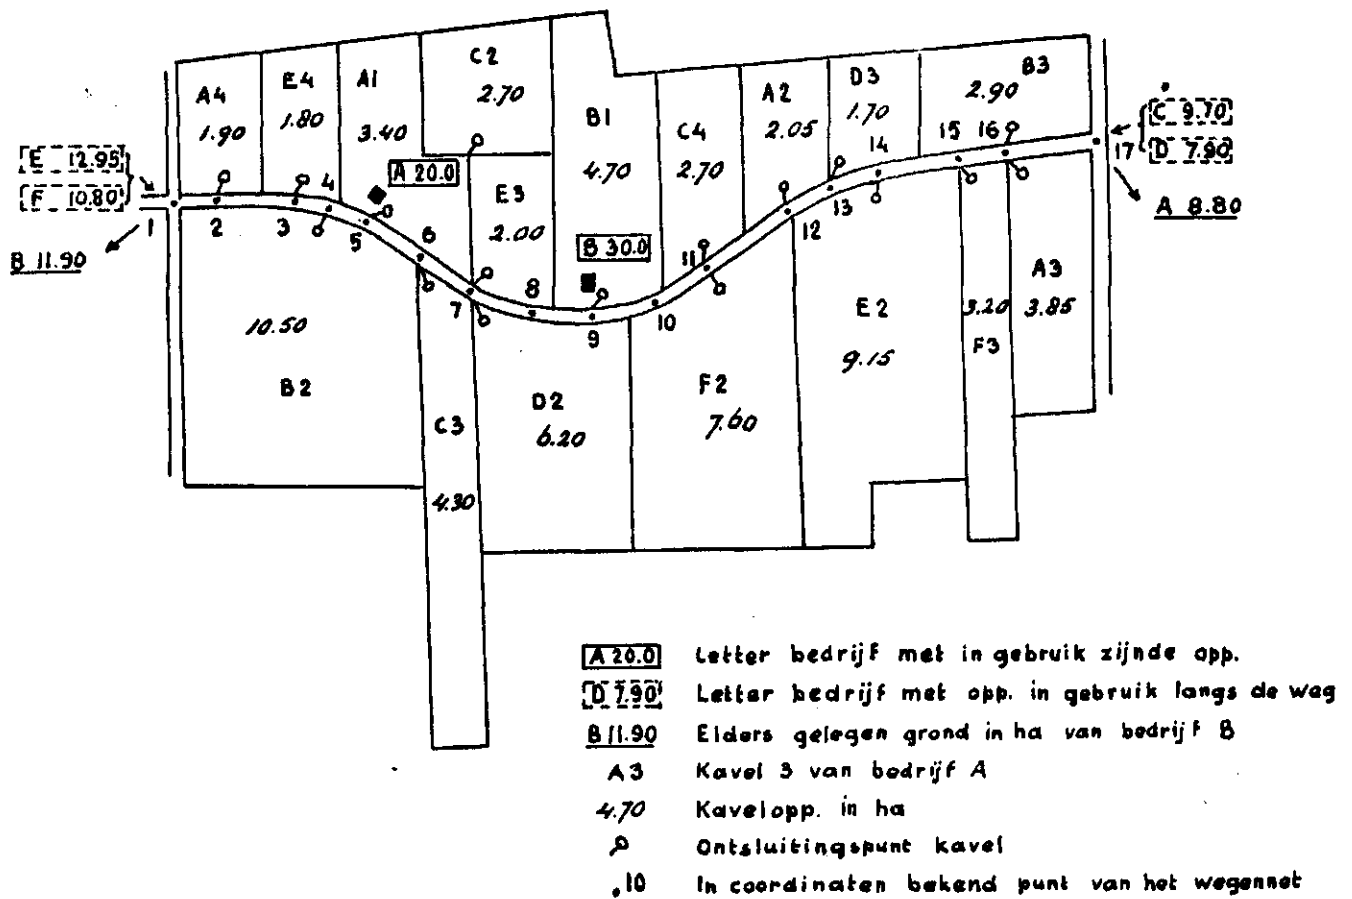 C2
2.70
B3
2.90
D3
1.70
E4
1.80
A1
3.40
A4
1.90
B1
4.70
A2
2.05
C4
2.70
C 9.70
D 7.90
17
A 8.80
E 12.95
F 10.80
B 11.90
A 20.0
E3
2.00
B 30.0
1
2
3
4
5
6
7
8
9
10
11
12
13
14
15
16
10.50
B2
C3
4.30
D2
6.20
F2
7.60
E2
9.15
3.20
F3
A3
3.85
A 20.0 Letter bedrijf met in gebruik zijnde opp.
D 7.90 Letter bedrijf met opp. in gebruik langs de weg
B 11.90 Elders gelegen grond in ha van bedrijf B
A3 Kavel 3 van bedrijf A
4.70 Kavelopp. in ha
Ontsluitingspunt kavel
.10 In coordinaten bekend punt van het wegennet